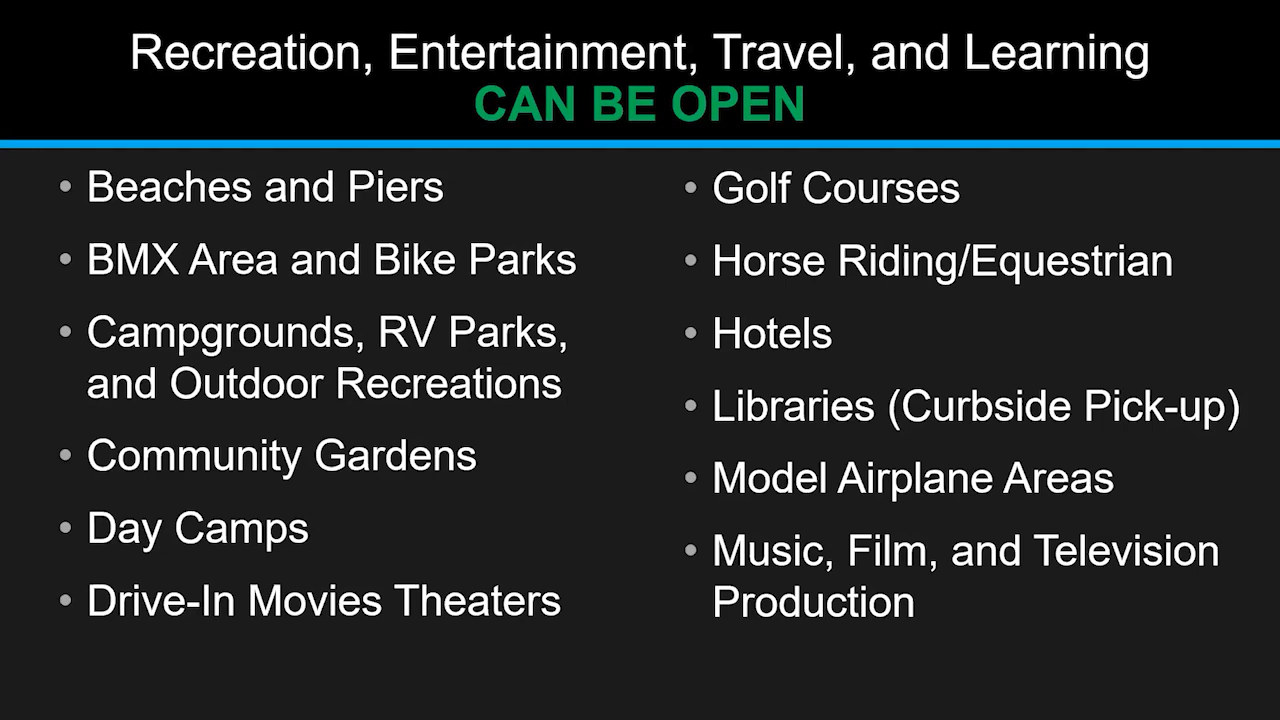 Recreation, Entertainment, Travel, and Learning
CAN BE OPEN
• Beaches and Piers
• BMX Area and Bike Parks
• Campgrounds, RV Parks,
and Outdoor Recreations
• Community Gardens
• Day Camps
• Drive-In Movies Theaters
• Golf Courses
• Horse Riding/Equestrian
• Hotels
• Libraries (Curbside Pick-up)
• Model Airplane Areas
• Music, Film, and Television
Production